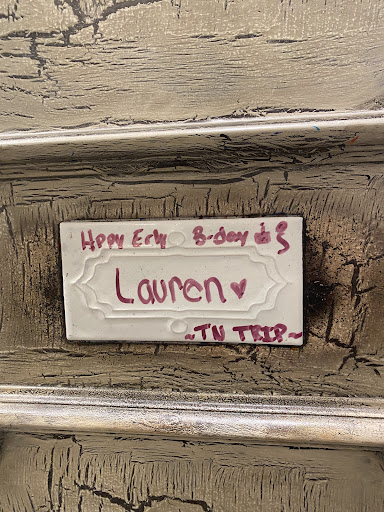 Hppy Erly B-day &
Lauren ♥
~TN TRIP~